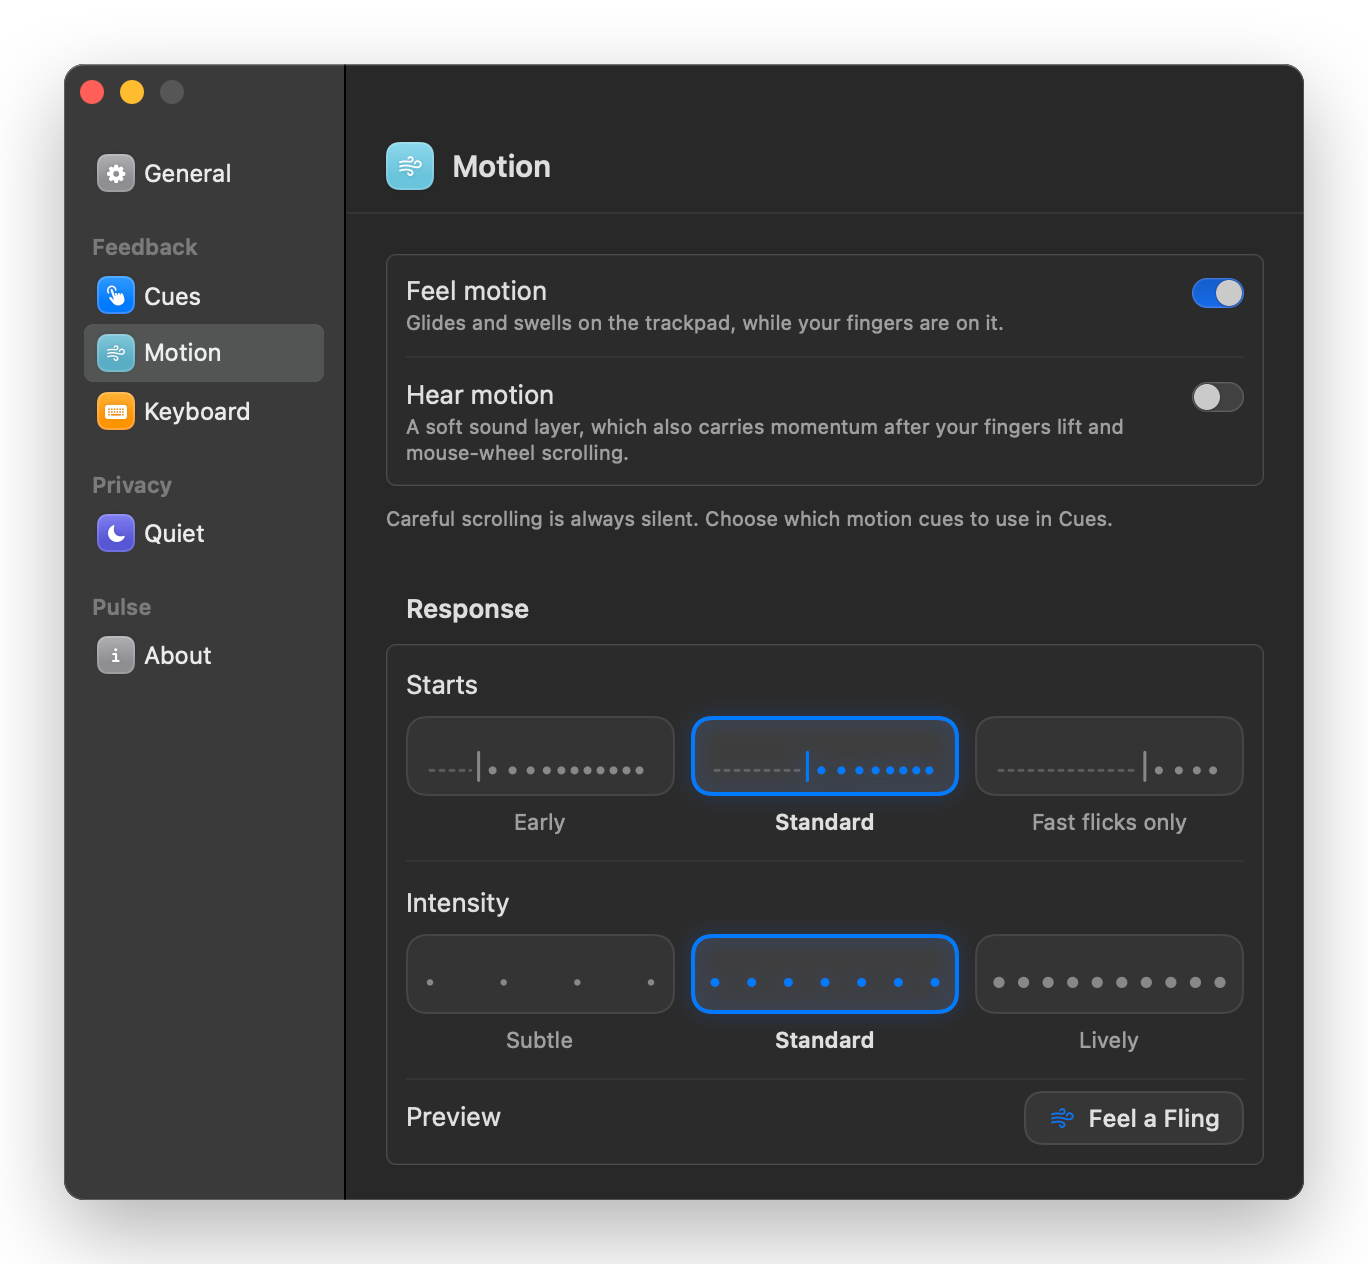 General
Feedback
Cues
Motion
Keyboard
Privacy
Quiet
Pulse
About
Motion
Feel motion
Glides and swells on the trackpad, while your fingers are on it.
Hear motion
A soft sound layer, which also carries momentum after your fingers lift and
mouse-wheel scrolling.
Careful scrolling is always silent. Choose which motion cues to use in Cues.
Response
Starts
Early
Standard
Fast flicks only
Intensity
Subtle
Standard
Lively
Preview
Feel a Fling